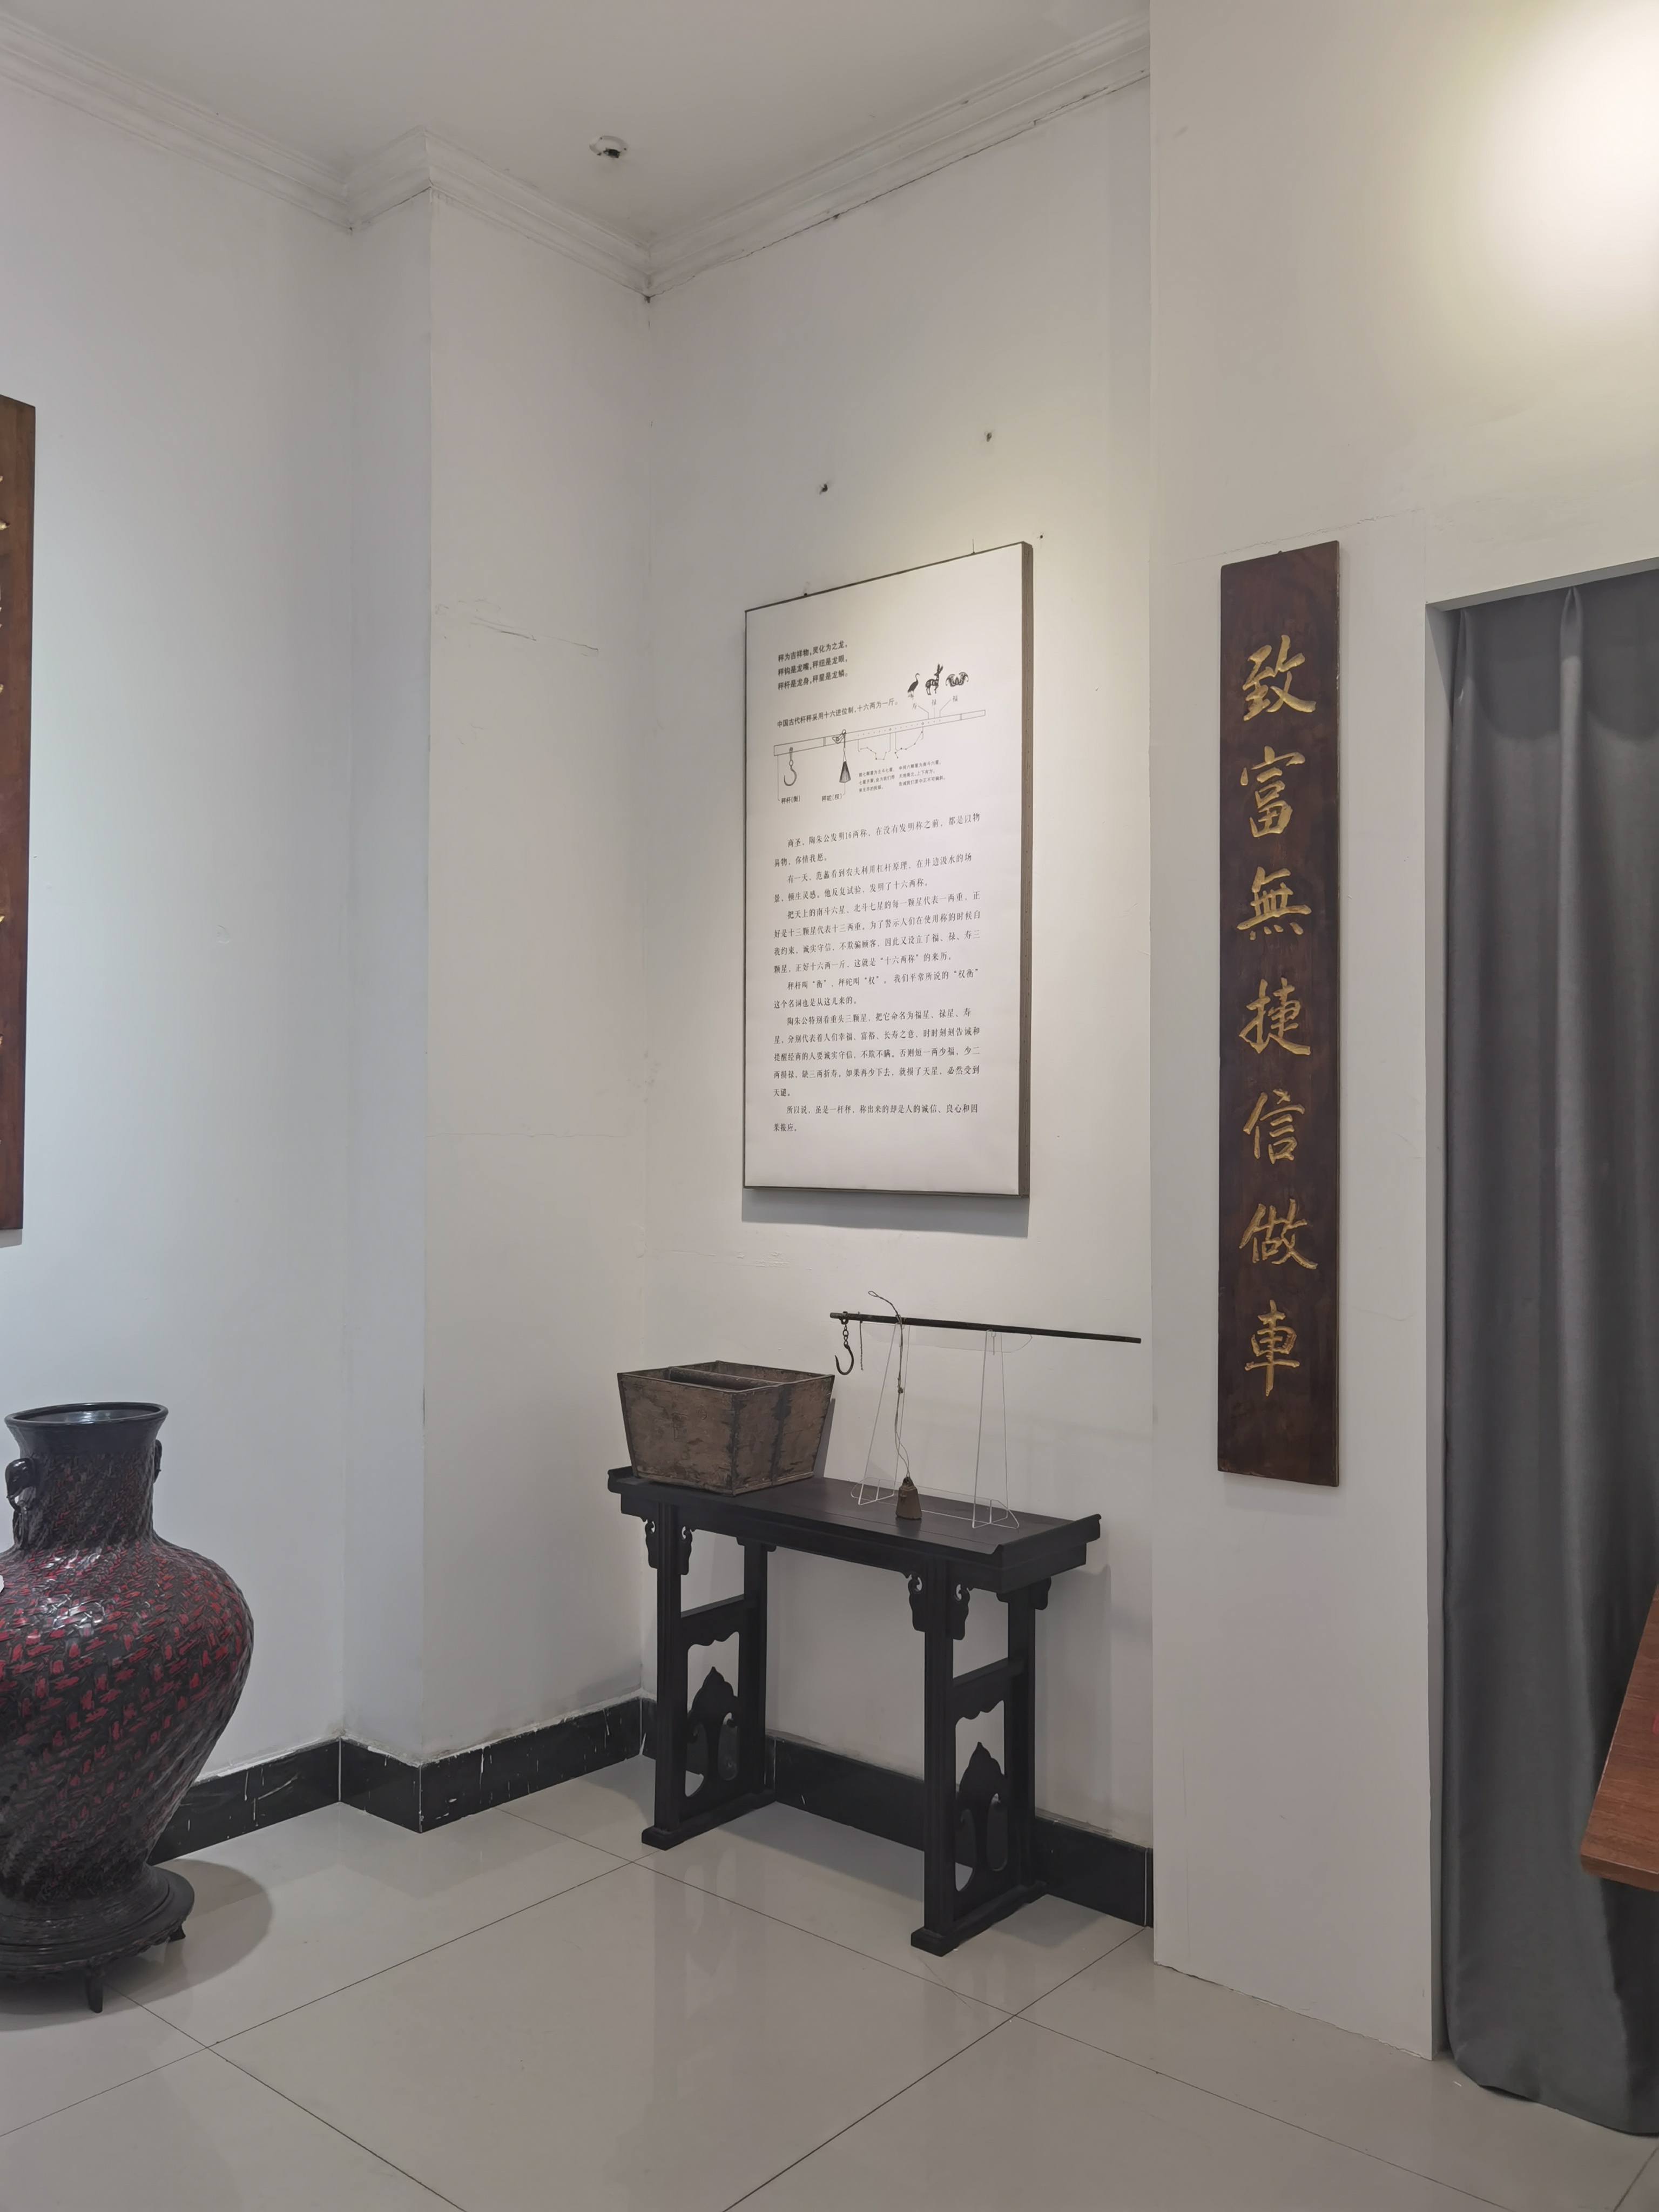 秤为吉祥物,灵化为之龙。
秤钩是龙嘴,秤纽是龙眼。
秤杆是龙身,秤星是龙鳞。
中国古代杆秤采用十六进位制,十六两为一斤。
寿 禄 福
秤杆(衡)
秤砣(权)
商圣、陶朱公发明16两称,在没有发明称之前,都是以物
易物,你情我愿。
有一天,范蠡看到农夫利用杠杆原理,在井边汲水的场
景,顿生灵感。他反复试验,发明了十六两称。
把天上的南斗六星、北斗七星的每一颗星代表一两重,正
好是十三颗星代表十三两重。为了警示人们在使用称的时候自
我约束、诚实守信、不欺骗顾客,因此又设立了福、禄、寿三
颗星,正好十六两一斤,这就是“十六两称”的来历。
秤杆叫“衡”,秤砣叫“权”,我们平常所说的“权衡”
这个名词也是从这儿来的。
陶朱公特别看重头三颗星,把它命名为福星、禄星、寿
星,分别代表着人们幸福、富裕、长寿之意,时时刻刻告诫和
提醒经商的人要诚实守信,不欺不瞒。否则短一两少福,少二
两损禄,缺三两折寿。如果再少下去,就损了天星,必然受到
天谴。
所以说,虽是一杆秤,称出来的却是人的诚信、良心和因
果报应。
致富無捷信做車